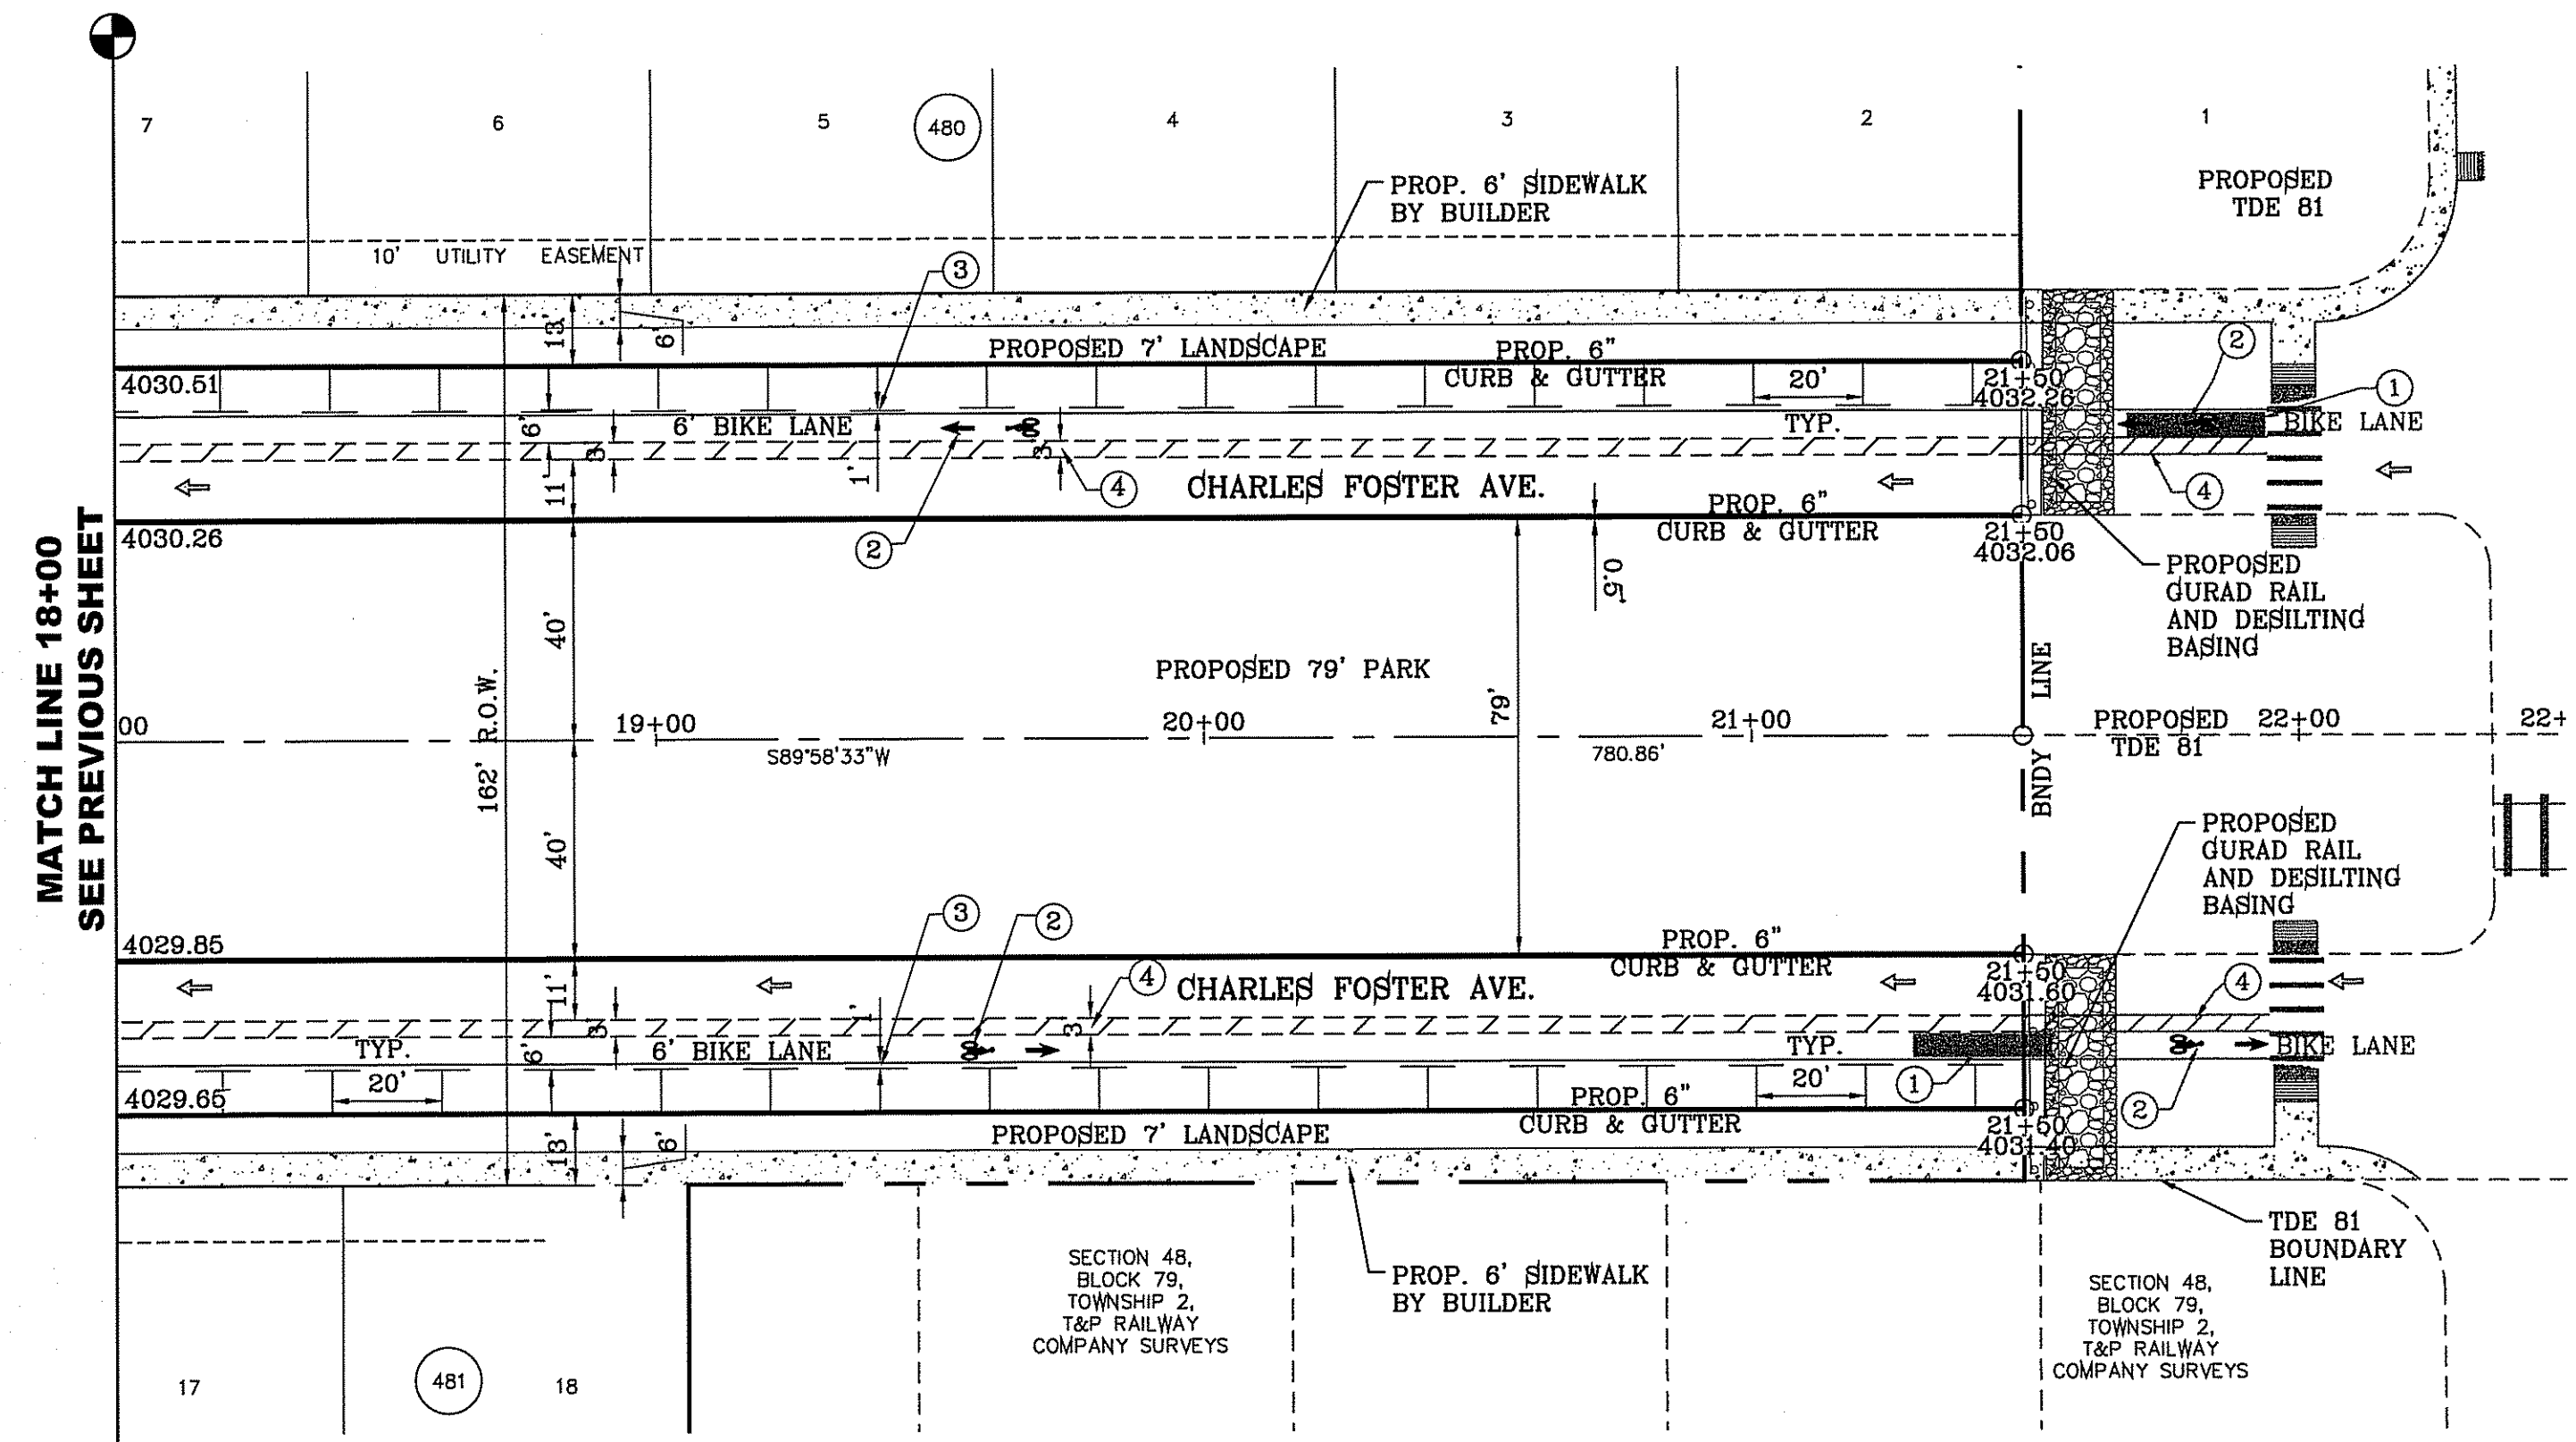 7
6
5
480
4
3
2
1
PROP. 6' SIDEWALK
BY BUILDER
PROPOSED
TDE 81
10' UTILITY EASEMENT
3
13'
6'
PROPOSED 7' LANDSCAPE
PROP. 6"
CURB & GUTTER
2
1
4030.51
20'
21+50
4032.26
6'
6' BIKE LANE
TYP.
BIKE LANE
3'
3'
11'
1'
4
CHARLES FOSTER AVE.
4
4030.26
2
PROP. 6"
CURB & GUTTER
21+50
4032.06
0.5'
PROPOSED
GURAD RAIL
AND DESILTING
BASING
MATCH LINE 18+00
SEE PREVIOUS SHEET
40'
162' R.O.W.
PROPOSED 79' PARK
79'
BNDY LINE
00
19+00
20+00
21+00
PROPOSED
TDE 81
22+00
22+
S89°58'33"W
780.86'
40'
PROPOSED
GURAD RAIL
AND DESILTING
BASING
3
2
4029.85
PROP. 6"
CURB & GUTTER
11'
4
CHARLES FOSTER AVE.
21+50
4031.60
4
1'
3'
3'
TYP.
6'
6' BIKE LANE
TYP.
BIKE LANE
20'
20'
1
2
4029.65
PROP. 6"
CURB & GUTTER
21+50
4031.40
13'
6'
PROPOSED 7' LANDSCAPE
TDE 81
BOUNDARY
LINE
SECTION 48,
BLOCK 79,
TOWNSHIP 2,
T&P RAILWAY
COMPANY SURVEYS
PROP. 6' SIDEWALK
BY BUILDER
SECTION 48,
BLOCK 79,
TOWNSHIP 2,
T&P RAILWAY
COMPANY SURVEYS
17
481
18